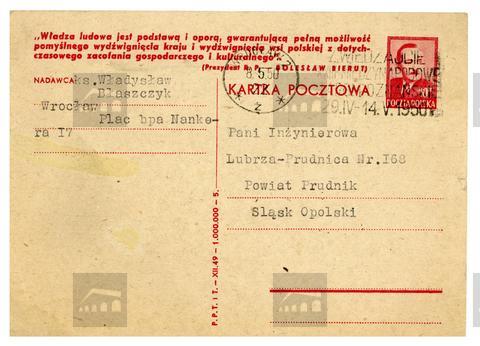 „Władza ludowa jest podstawą i oporą, gwarantującą pełną możliwość
pomyślnego wydźwignięcia kraju i wydźwignięcia wsi polskiej z dotych-
czasowego zacofania gospodarczego i kulturalnego".
(Prezydent R. P. — BOLESŁAW BIERUT)
NADAWCA: ks.Władysław
Błaszczyk
Wrocław
Plac bpa Nanke-
ra I7
8.5.50
ż
ZWIEDZAJCIE
29.IV-14.V.1950
POCZTA POLSKA
KARTKA POCZTOWA
Pani Inżynierowa
Lubrza-Prudnica Nr.I68
Powiat Prudnik
Śląsk Opolski
P. P. T. i T. – XII.49 – 1.000.000 – 5.